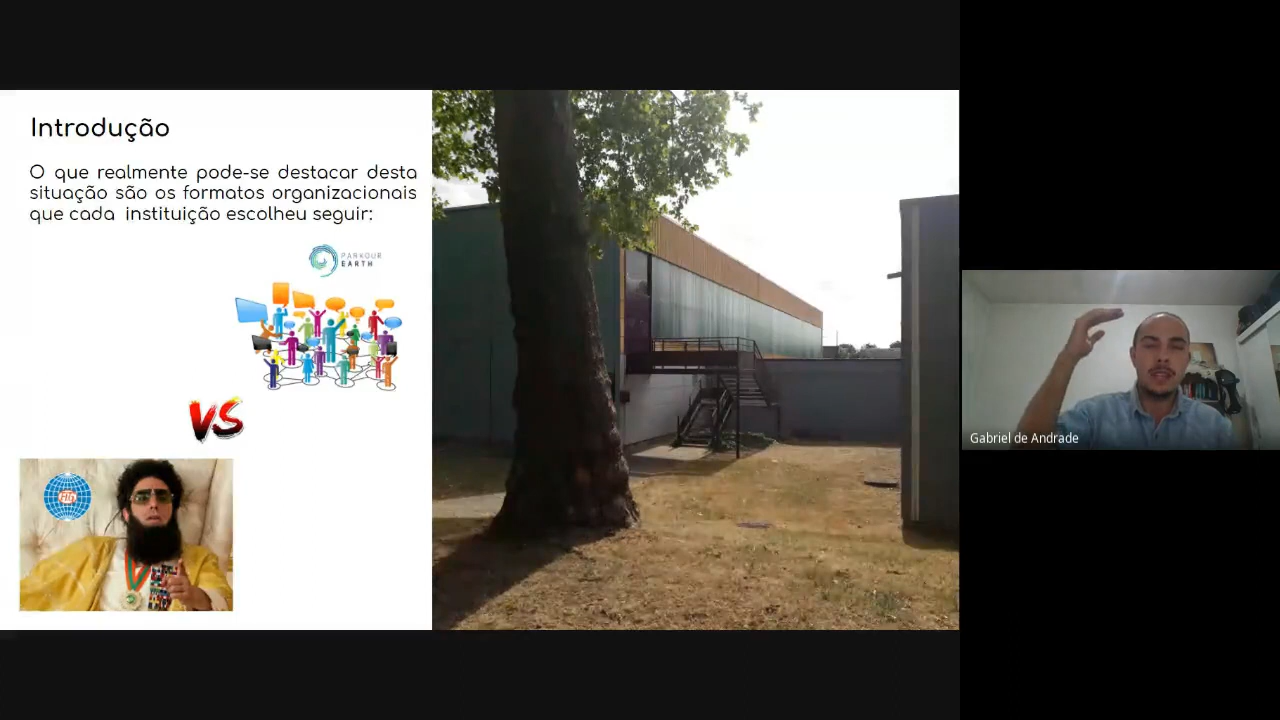 Introdução
O que realmente pode-se destacar desta
situação são os formatos organizacionais
que cada instituição escolheu seguir:
PARKOUR
EARTH
VS
FIG
Gabriel de Andrade